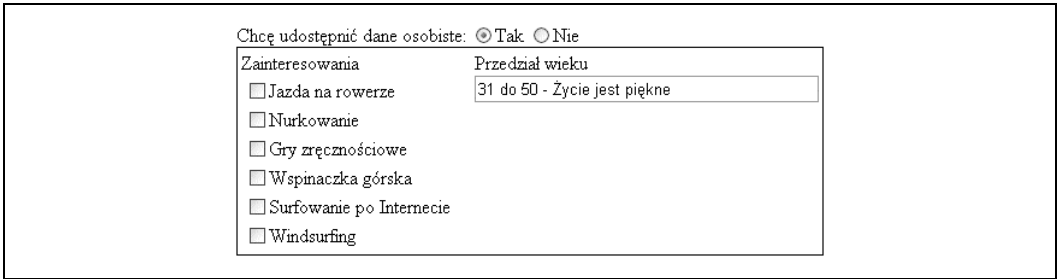 Chcę udostępnić dane osobiste: Tak Nie
Zainteresowania
Jazda na rowerze
Nurkowanie
Gry zręcznościowe
Wspinaczka górska
Surfowanie po Internecie
Windsurfing
Przedział wieku
31 do 50 - Życie jest piękne